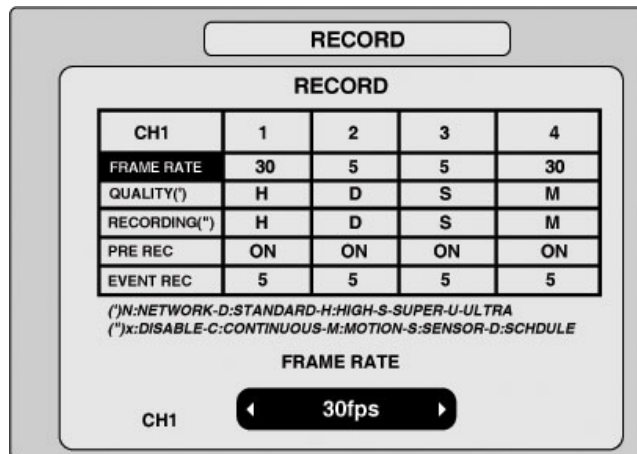 RECORD
RECORD
CH1 1 2 3 4
FRAME RATE 30 5 5 30
QUALITY(') H D S M
RECORDING(") H D S M
PRE REC ON ON ON ON
EVENT REC 5 5 5 5
(')N:NETWORK-D:STANDARD-H:HIGH-S-SUPER-U-ULTRA
(")x:DISABLE-C:CONTINUOUS-M:MOTION-S:SENSOR-D:SCHDULE
FRAME RATE
CH1 30fps